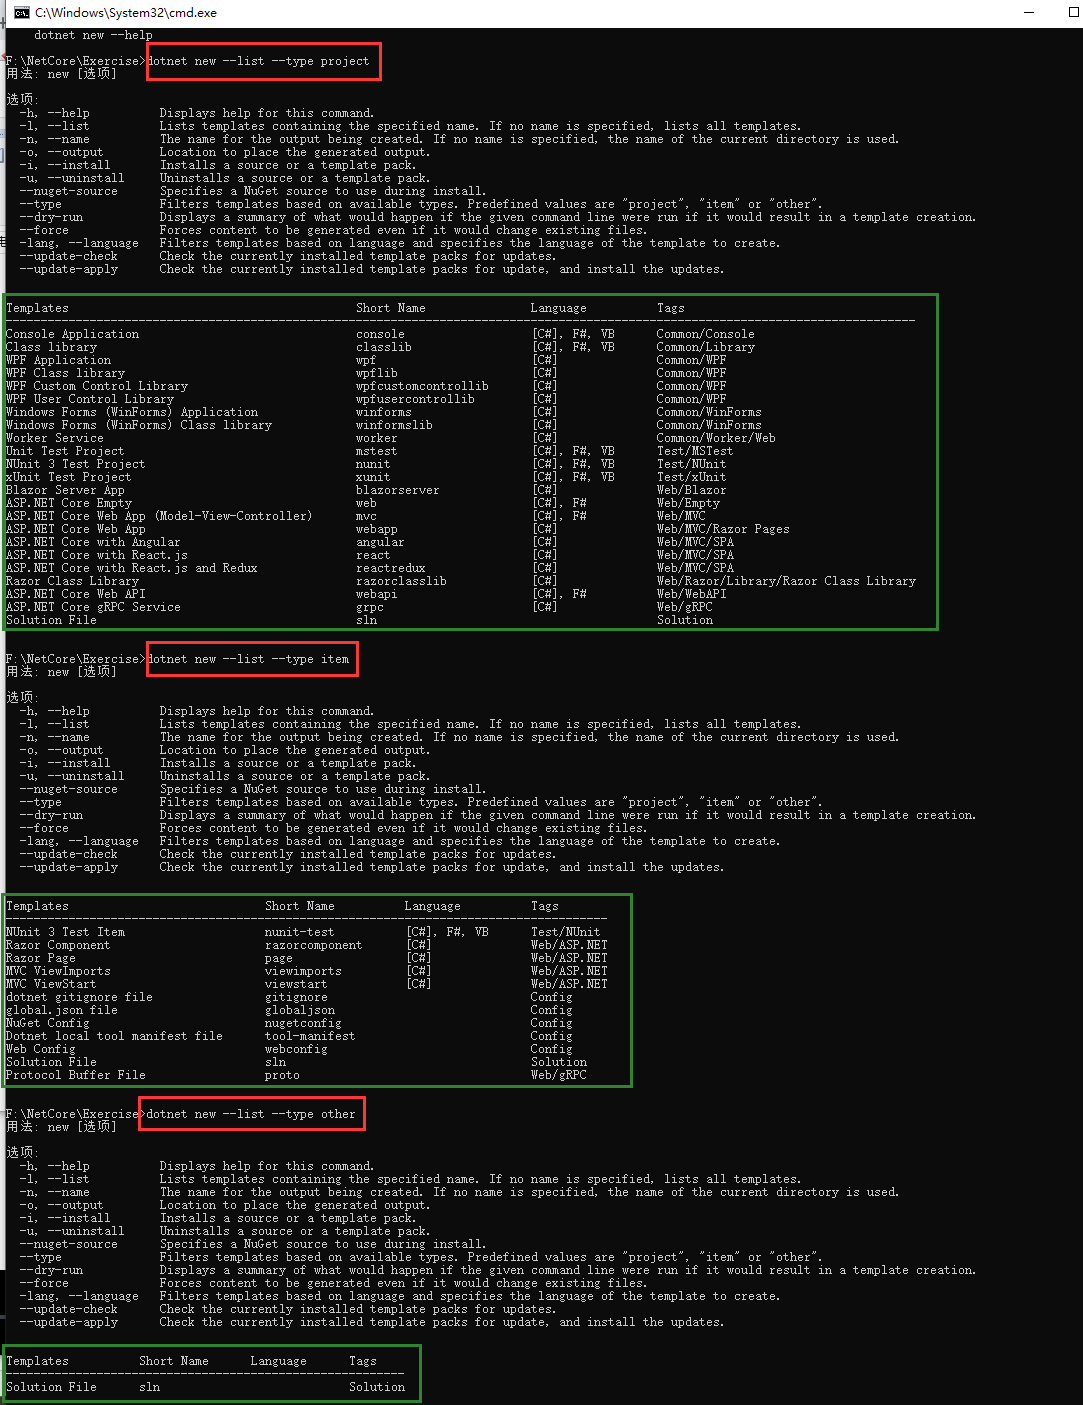 C:\Windows\System32\cmd.exe
dotnet new --help
F:\NetCore\Exercise>dotnet new --list --type project
用法: new [选项]
选项:
-h, --help Displays help for this command.
-l, --list Lists templates containing the specified name. If no name is specified, lists all templates.
-n, --name The name for the output being created. If no name is specified, the name of the current directory is used.
-o, --output Location to place the generated output.
-i, --install Installs a source or a template pack.
-u, --uninstall Uninstalls a source or a template pack.
--nuget-source Specifies a NuGet source to use during install.
--type Filters templates based on available types. Predefined values are "project", "item" or "other".
--dry-run Displays a summary of what would happen if the given command line were run if it would result in a template creation.
--force Forces content to be generated even if it would change existing files.
-lang, --language Filters templates based on language and specifies the language of the template to create.
--update-check Check the currently installed template packs for updates.
--update-apply Check the currently installed template packs for update, and install the updates.
Templates Short Name Language Tags
Console Application console [C#], F#, VB Common/Console
Class library classlib [C#], F#, VB Common/Library
WPF Application wpf [C#] Common/WPF
WPF Class library wpflib [C#] Common/WPF
WPF Custom Control Library wpfcustomcontrollib [C#] Common/WPF
WPF User Control Library wpfusercontrollib [C#] Common/WPF
Windows Forms (WinForms) Application winforms [C#] Common/WinForms
Windows Forms (WinForms) Class library winformslib [C#] Common/WinForms
Worker Service worker [C#] Common/Worker/Web
Unit Test Project mstest [C#], F#, VB Test/MSTest
NUnit 3 Test Project nunit [C#], F#, VB Test/NUnit
xUnit Test Project xunit [C#], F#, VB Test/xUnit
Blazor Server App blazorserver [C#] Web/Blazor
ASP.NET Core Empty web [C#], F# Web/Empty
ASP.NET Core Web App (Model-View-Controller) mvc [C#], F# Web/MVC
ASP.NET Core Web App webapp [C#] Web/MVC/Razor Pages
ASP.NET Core with Angular angular [C#] Web/MVC/SPA
ASP.NET Core with React.js react [C#] Web/MVC/SPA
ASP.NET Core with React.js and Redux reactredux [C#] Web/MVC/SPA
Razor Class Library razorclasslib [C#] Web/Razor/Library/Razor Class Library
ASP.NET Core Web API webapi [C#], F# Web/WebAPI
ASP.NET Core gRPC Service grpc [C#] Web/gRPC
Solution File sln Solution
F:\NetCore\Exercise>dotnet new --list --type item
用法: new [选项]
选项:
-h, --help Displays help for this command.
-l, --list Lists templates containing the specified name. If no name is specified, lists all templates.
-n, --name The name for the output being created. If no name is specified, the name of the current directory is used.
-o, --output Location to place the generated output.
-i, --install Installs a source or a template pack.
-u, --uninstall Uninstalls a source or a template pack.
--nuget-source Specifies a NuGet source to use during install.
--type Filters templates based on available types. Predefined values are "project", "item" or "other".
--dry-run Displays a summary of what would happen if the given command line were run if it would result in a template creation.
--force Forces content to be generated even if it would change existing files.
-lang, --language Filters templates based on language and specifies the language of the template to create.
--update-check Check the currently installed template packs for updates.
--update-apply Check the currently installed template packs for update, and install the updates.
Templates Short Name Language Tags
NUnit 3 Test Item nunit-test [C#], F#, VB Test/NUnit
Razor Component razorcomponent [C#] Web/ASP.NET
Razor Page page [C#] Web/ASP.NET
MVC ViewImports viewimports [C#] Web/ASP.NET
MVC ViewStart viewstart [C#] Web/ASP.NET
dotnet gitignore file gitignore Config
global.json file globaljson Config
NuGet Config nugetconfig Config
Dotnet local tool manifest file tool-manifest Config
Web Config webconfig Config
Solution File sln Solution
Protocol Buffer File proto Web/gRPC
F:\NetCore\Exercise>dotnet new --list --type other
用法: new [选项]
选项:
-h, --help Displays help for this command.
-l, --list Lists templates containing the specified name. If no name is specified, lists all templates.
-n, --name The name for the output being created. If no name is specified, the name of the current directory is used.
-o, --output Location to place the generated output.
-i, --install Installs a source or a template pack.
-u, --uninstall Uninstalls a source or a template pack.
--nuget-source Specifies a NuGet source to use during install.
--type Filters templates based on available types. Predefined values are "project", "item" or "other".
--dry-run Displays a summary of what would happen if the given command line were run if it would result in a template creation.
--force Forces content to be generated even if it would change existing files.
-lang, --language Filters templates based on language and specifies the language of the template to create.
--update-check Check the currently installed template packs for updates.
--update-apply Check the currently installed template packs for update, and install the updates.
Templates Short Name Language Tags
Solution File sln Solution